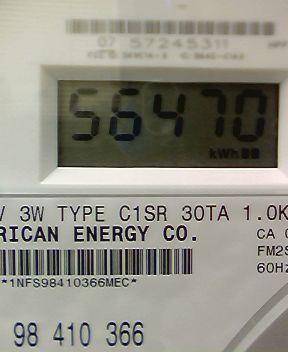 07 57245311
56470
kWh
V 3W TYPE C1SR 30TA 1.0K
RICAN ENERGY CO.
CA
FM2S
60Hz
*1NFS98410366MEC*
98 410 366